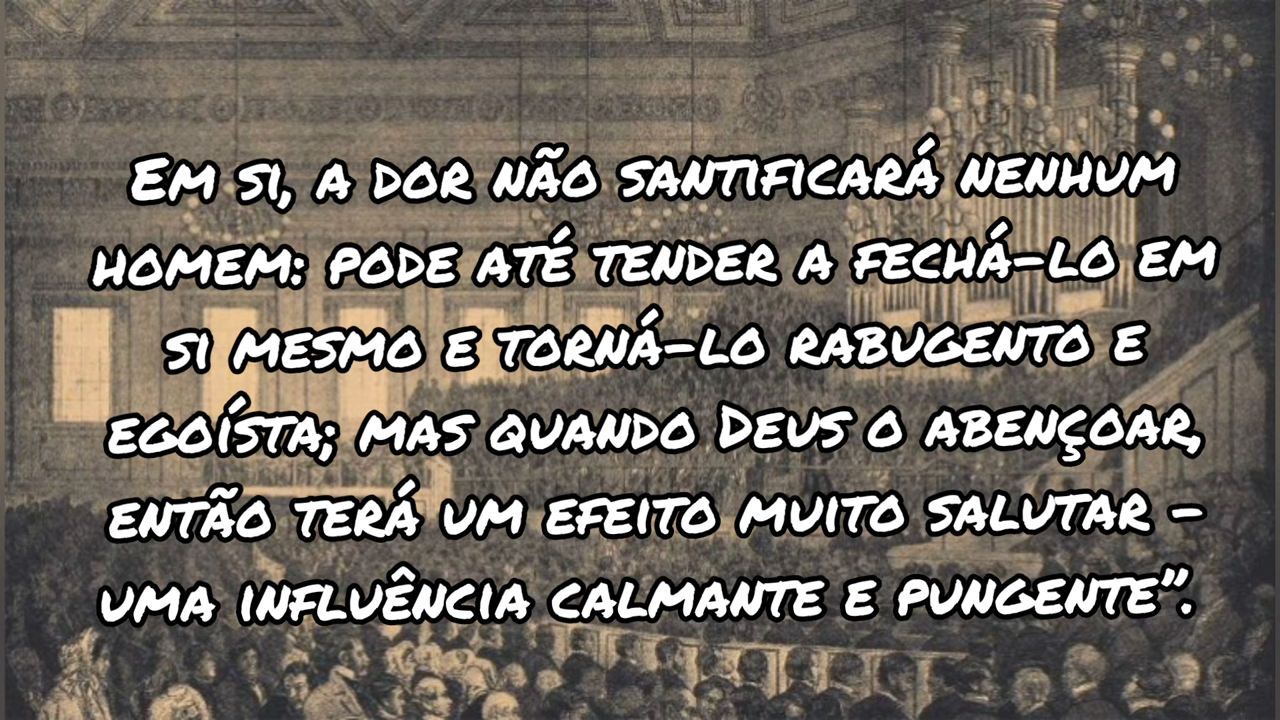 Em si, a dor não santificará nenhum
homem: pode até tender a fechá-lo em
si mesmo e torná-lo rabugento e
egoísta; mas quando Deus o abençoar,
então terá um efeito muito salutar -
uma influência calmante e pungente”.